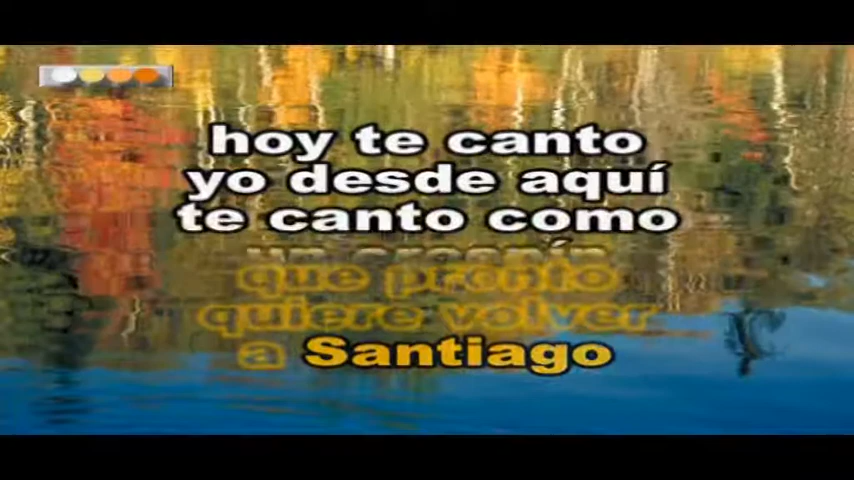 hoy te canto
yo desde aquí
te canto como
que pronto
quiere volver
a Santiago